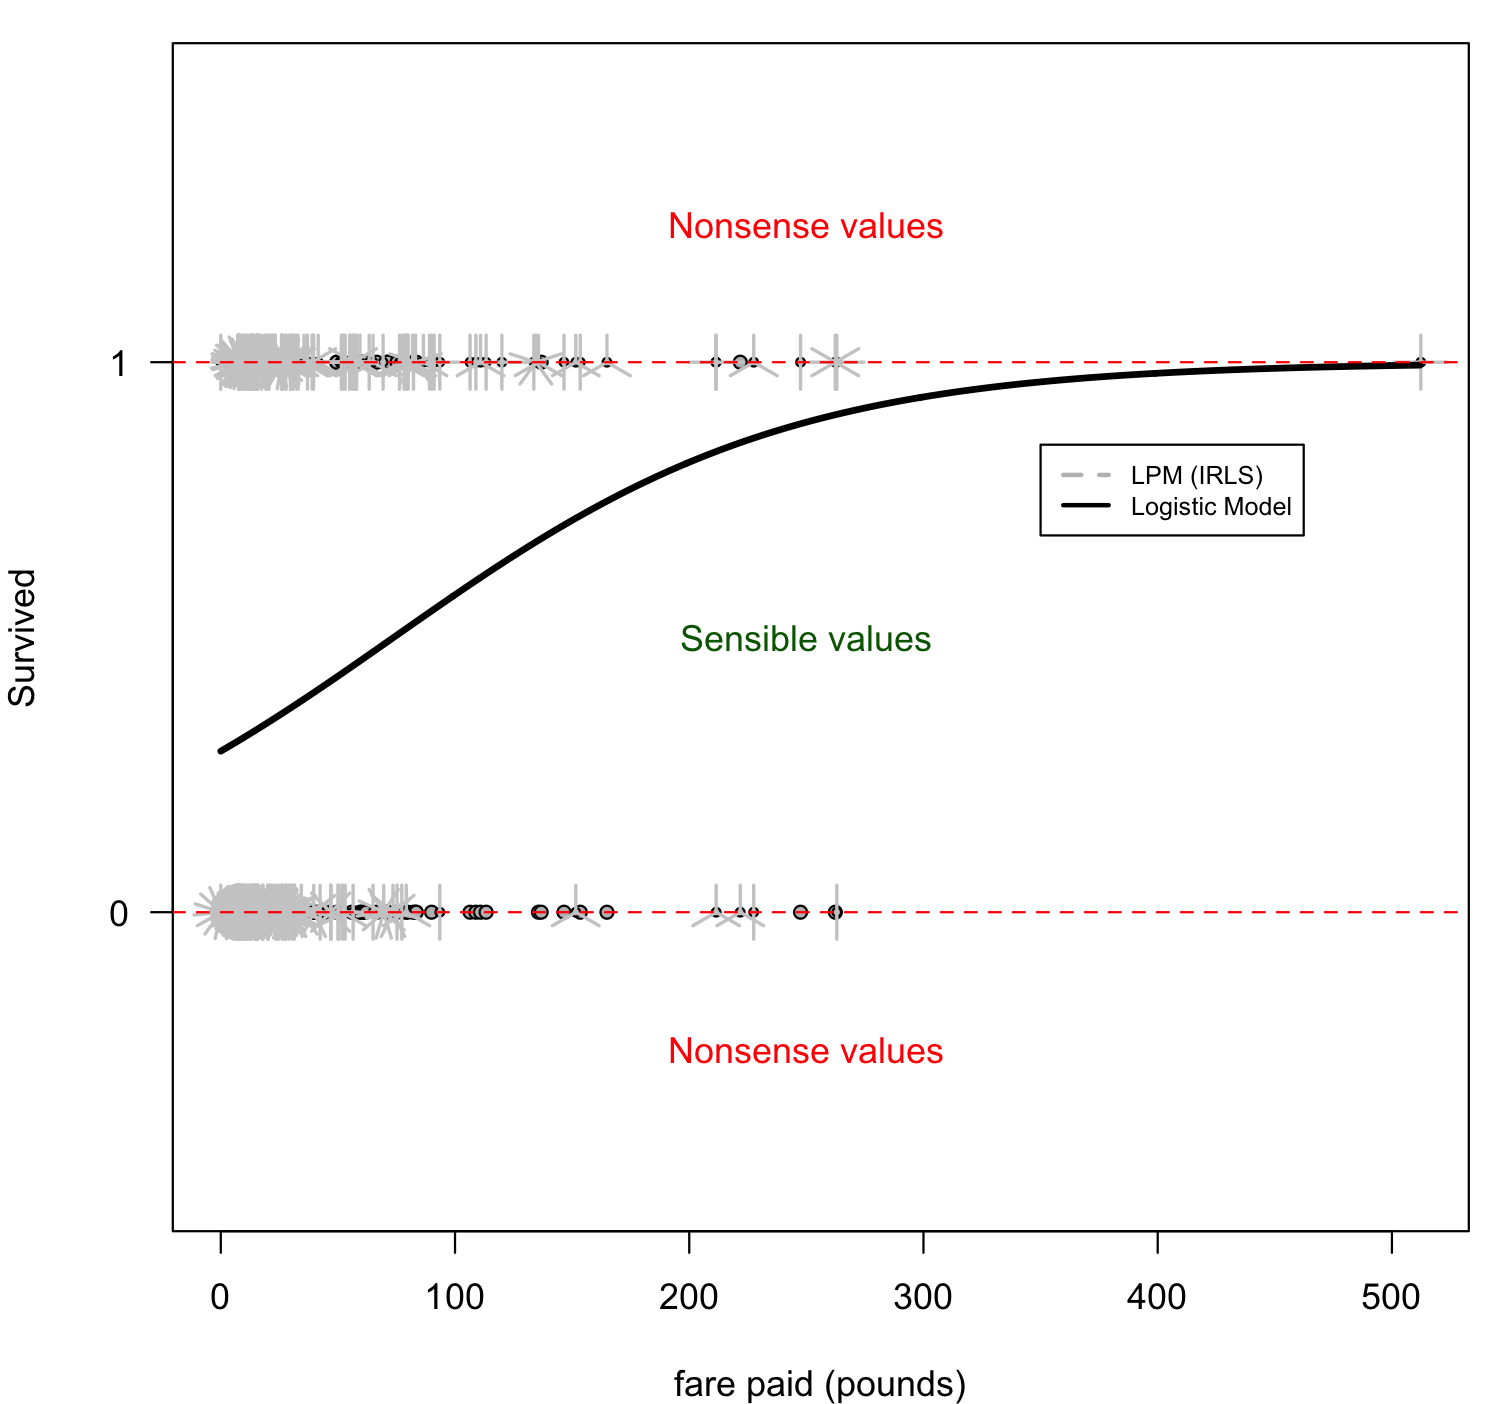 Nonsense values
1
LPM (IRLS)
Logistic Model
Survived
Sensible values
0
Nonsense values
0 100 200 300 400 500
fare paid (pounds)